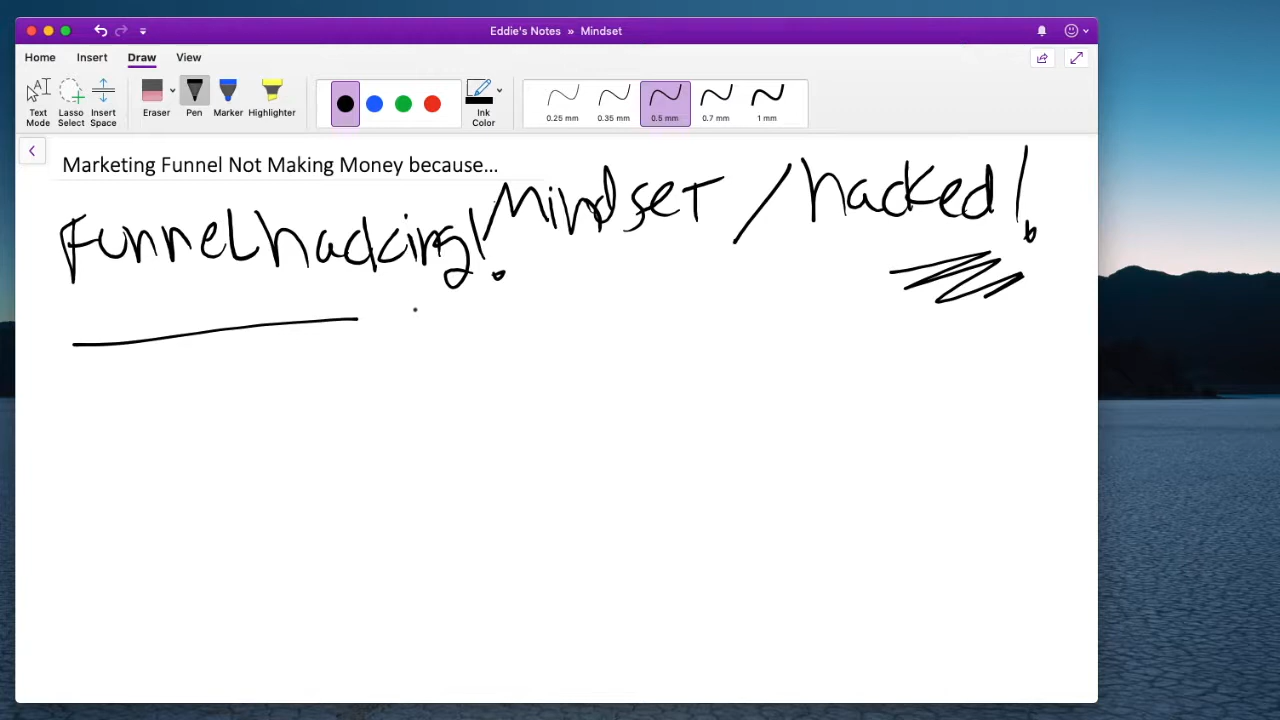 Eddie's Notes » Mindset
Home Insert Draw View
Text Mode
Lasso Select
Insert Space
Eraser
Pen
Marker
Highlighter
Ink Color
0.25 mm 0.35 mm 0.5 mm 0.7 mm 1 mm
Marketing Funnel Not Making Money because...
Funnelhacking! Mindset / hacked!